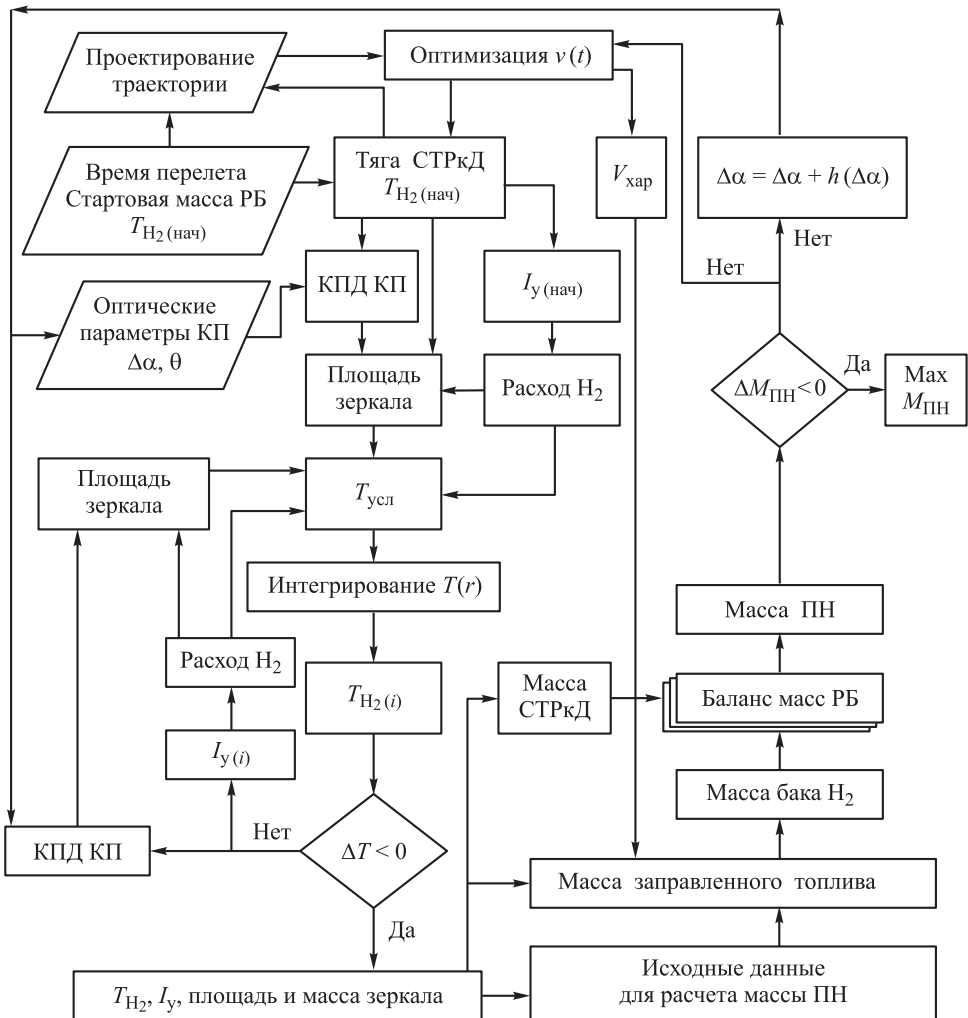 Проектирование
траектории
Оптимизация v(t)
Время перелета
Стартовая масса РБ
T_H₂ (нач)
Тяга СТРкД
T_H₂ (нач)
V_хар
Δα = Δα + h(Δα)
Нет
Нет
Оптические
параметры КП
Δα, θ
КПД КП
I_у (нач)
Площадь
зеркала
Расход H₂
ΔM_ПН < 0
Да
Max
M_ПН
Площадь
зеркала
T_усл
Интегрирование T(r)
Масса ПН
Расход H₂
T_H₂ (i)
Масса
СТРкД
Баланс масс РБ
I_у (i)
Масса бака H₂
Нет
КПД КП
ΔT < 0
Масса заправленного топлива
Да
T_H₂, I_у, площадь и масса зеркала
Исходные данные
для расчета массы ПН